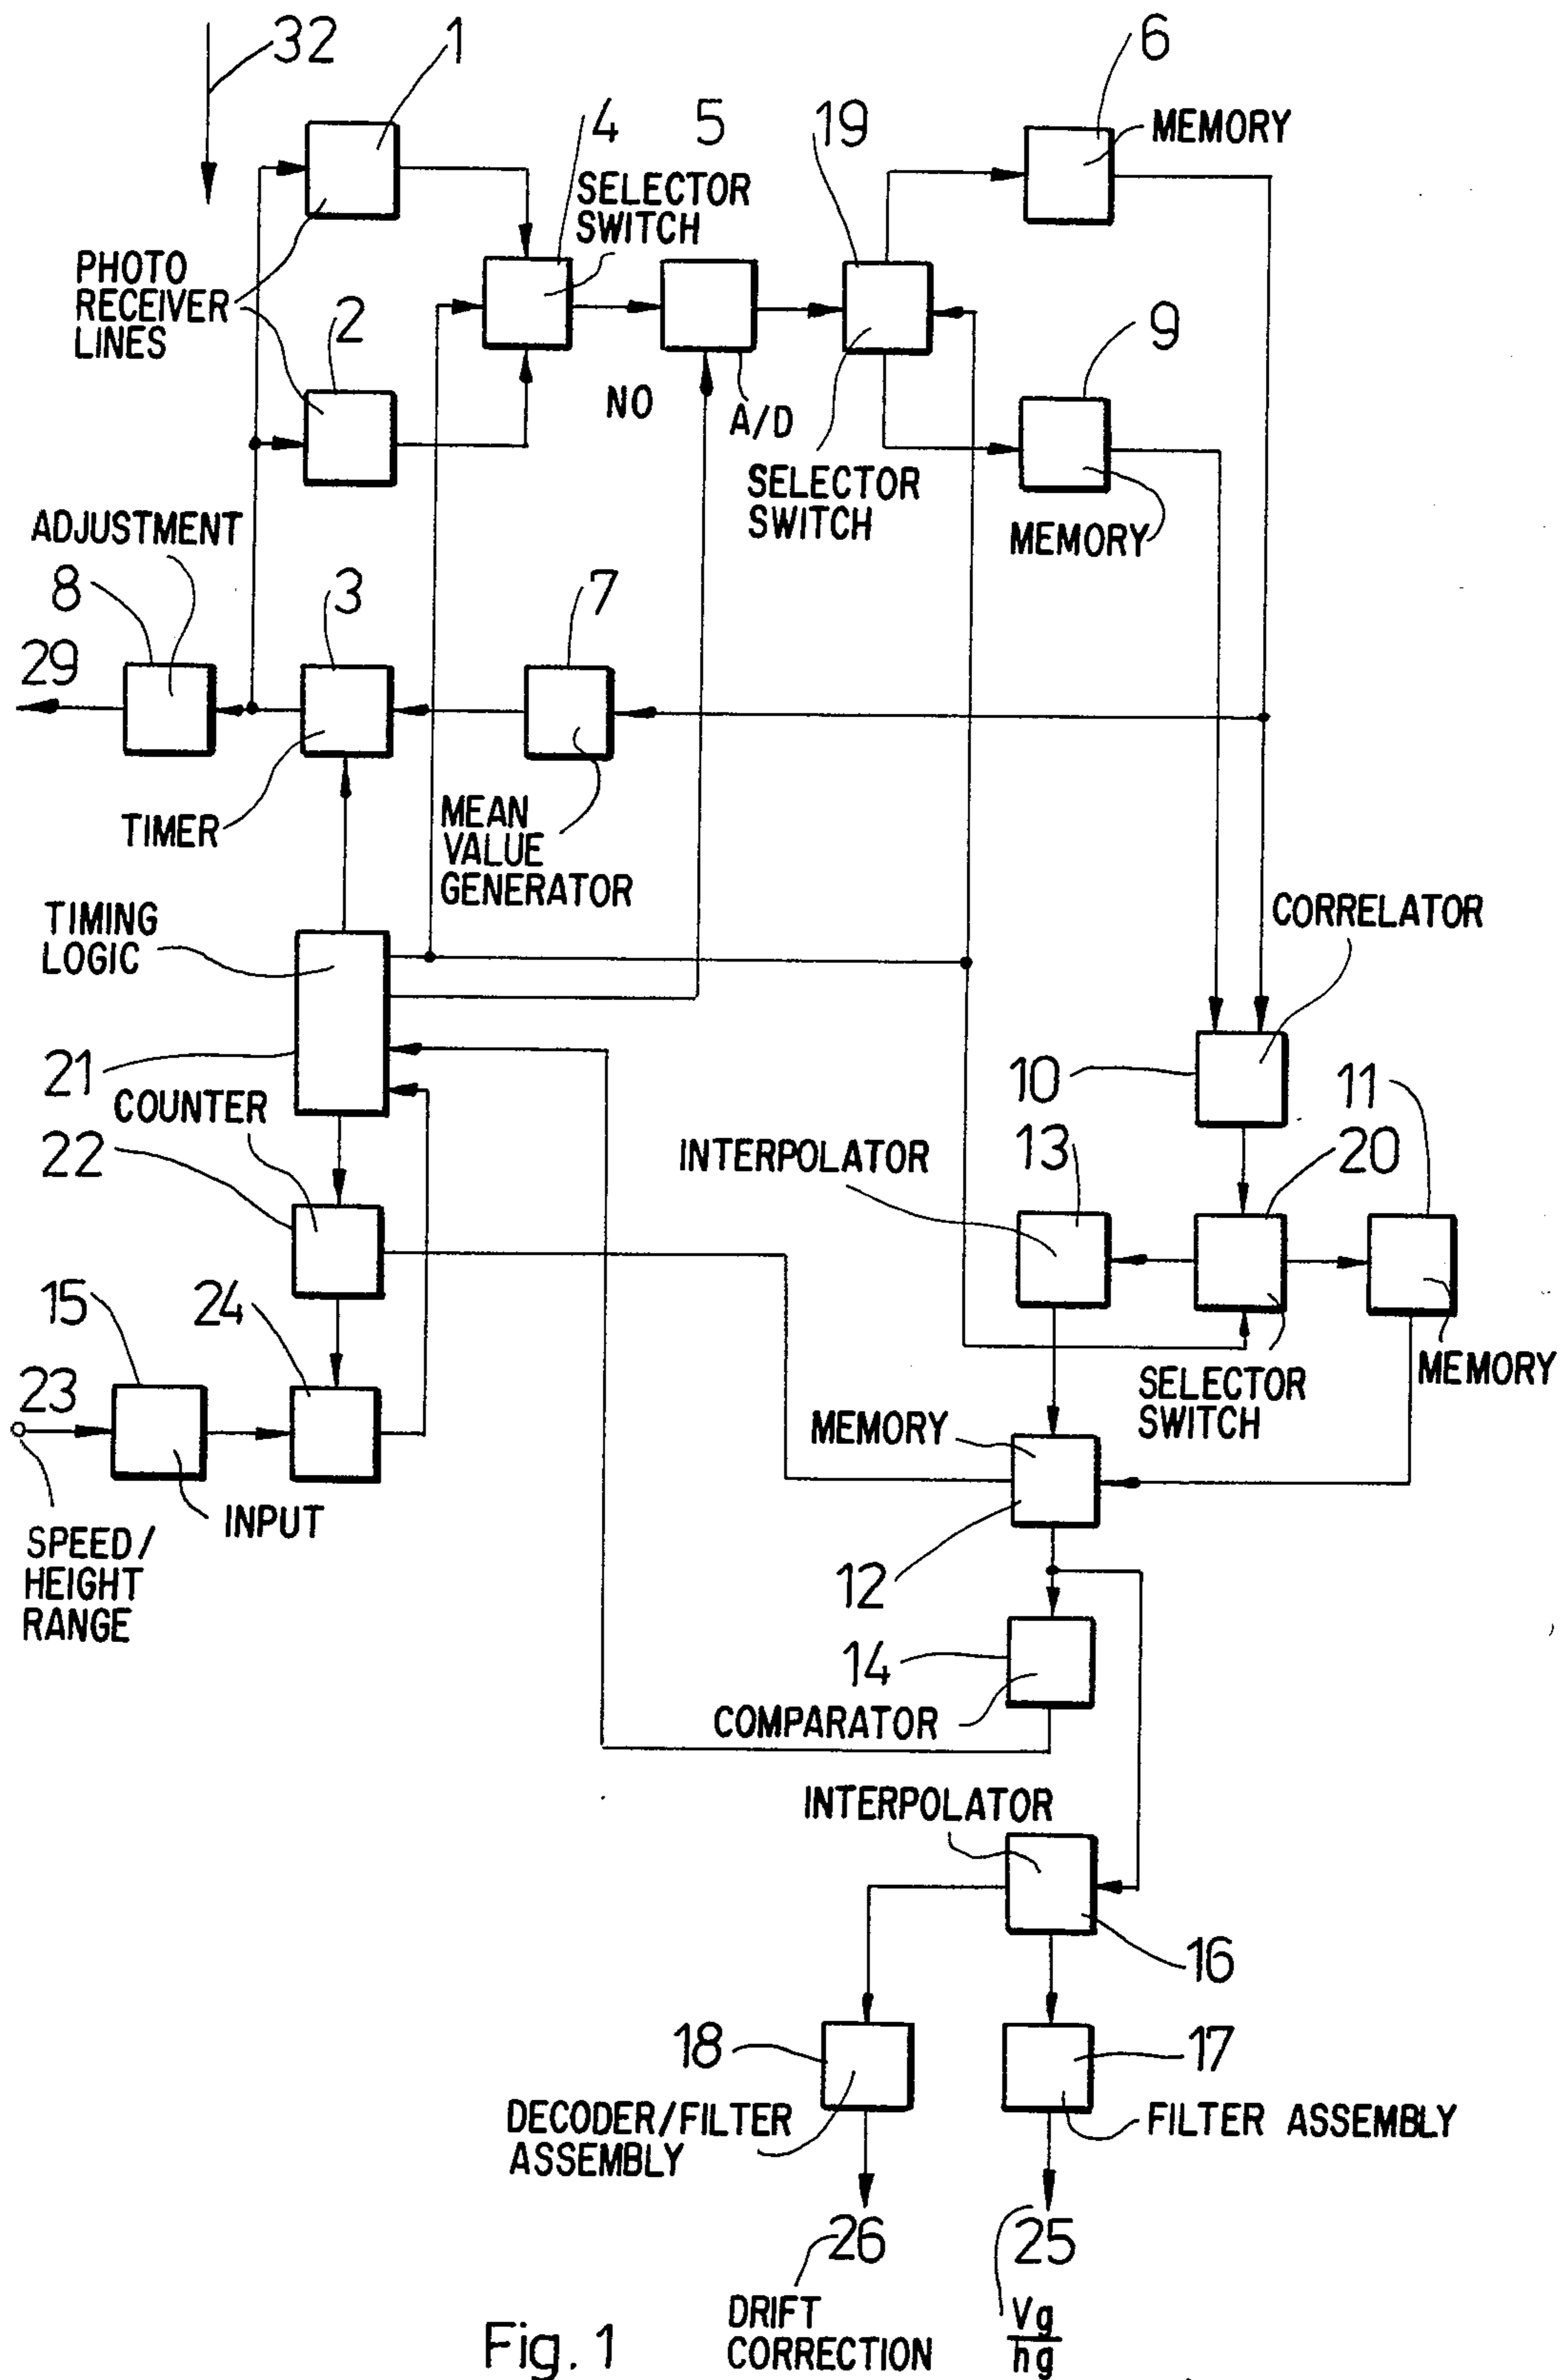 32
1
6
MEMORY
4
5
19
SELECTOR
SWITCH
PHOTO
RECEIVER
LINES
2
9
NO
A/D
SELECTOR
SWITCH
MEMORY
ADJUSTMENT
8
3
7
29
TIMER
MEAN
VALUE
GENERATOR
TIMING
LOGIC
CORRELATOR
21
10
11
COUNTER
22
INTERPOLATOR
13
20
15
24
23
SELECTOR
SWITCH
MEMORY
MEMORY
INPUT
SPEED/
HEIGHT
RANGE
12
14
COMPARATOR
INTERPOLATOR
16
18
17
DECODER/FILTER
ASSEMBLY
FILTER ASSEMBLY
26
25
DRIFT
CORRECTION
Vg
hg
Fig. 1